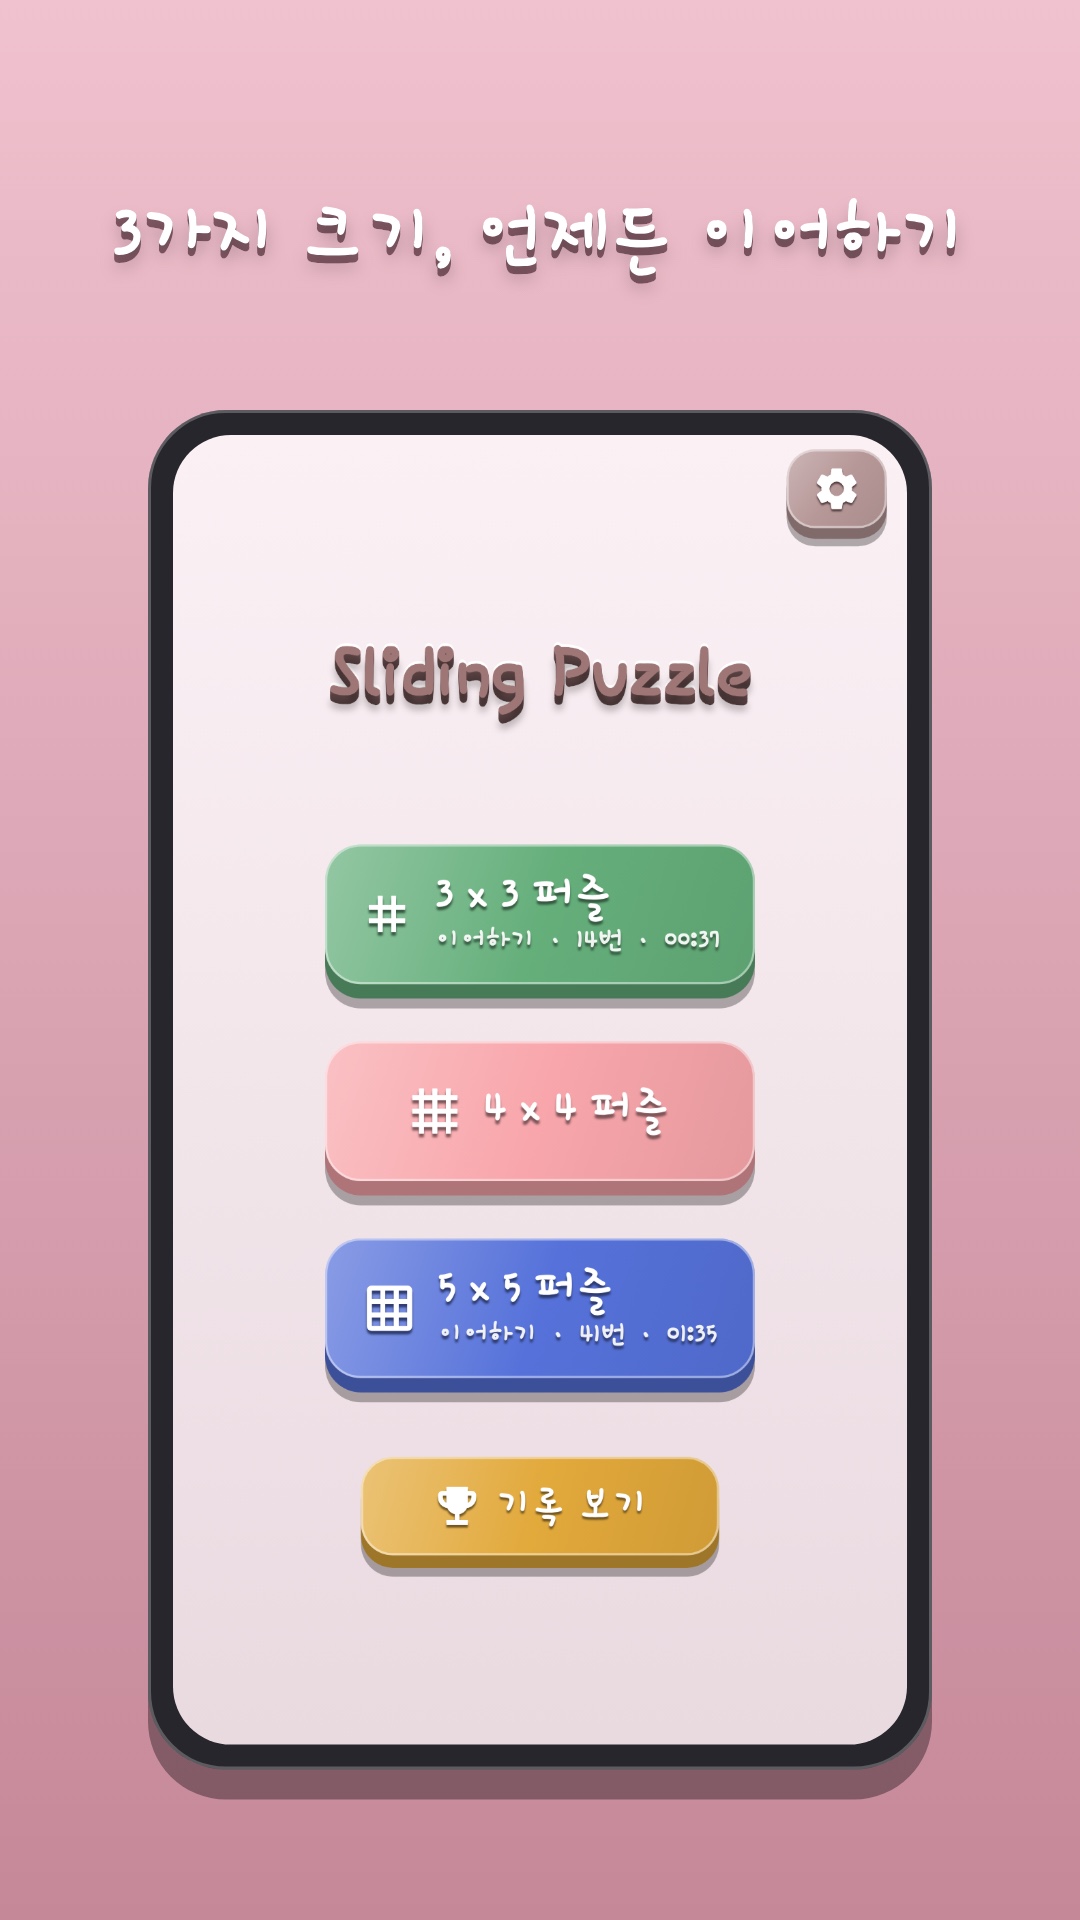 3가지 크기, 언제든 이어하기
Sliding Puzzle
3 x 3 퍼즐
이어하기 · 14번 · 00:37
4 x 4 퍼즐
5 x 5 퍼즐
이어하기 · 41번 · 01:35
기록 보기